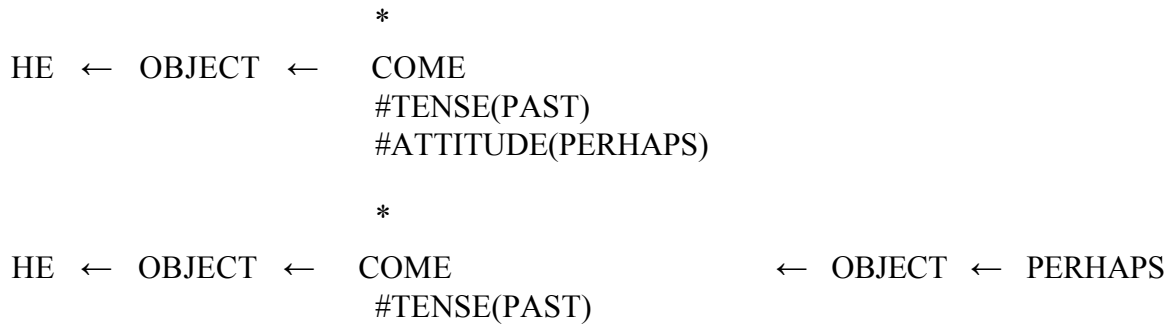 *
HE ← OBJECT ← COME
#TENSE(PAST)
#ATTITUDE(PERHAPS)
*
HE ← OBJECT ← COME ← OBJECT ← PERHAPS
#TENSE(PAST)